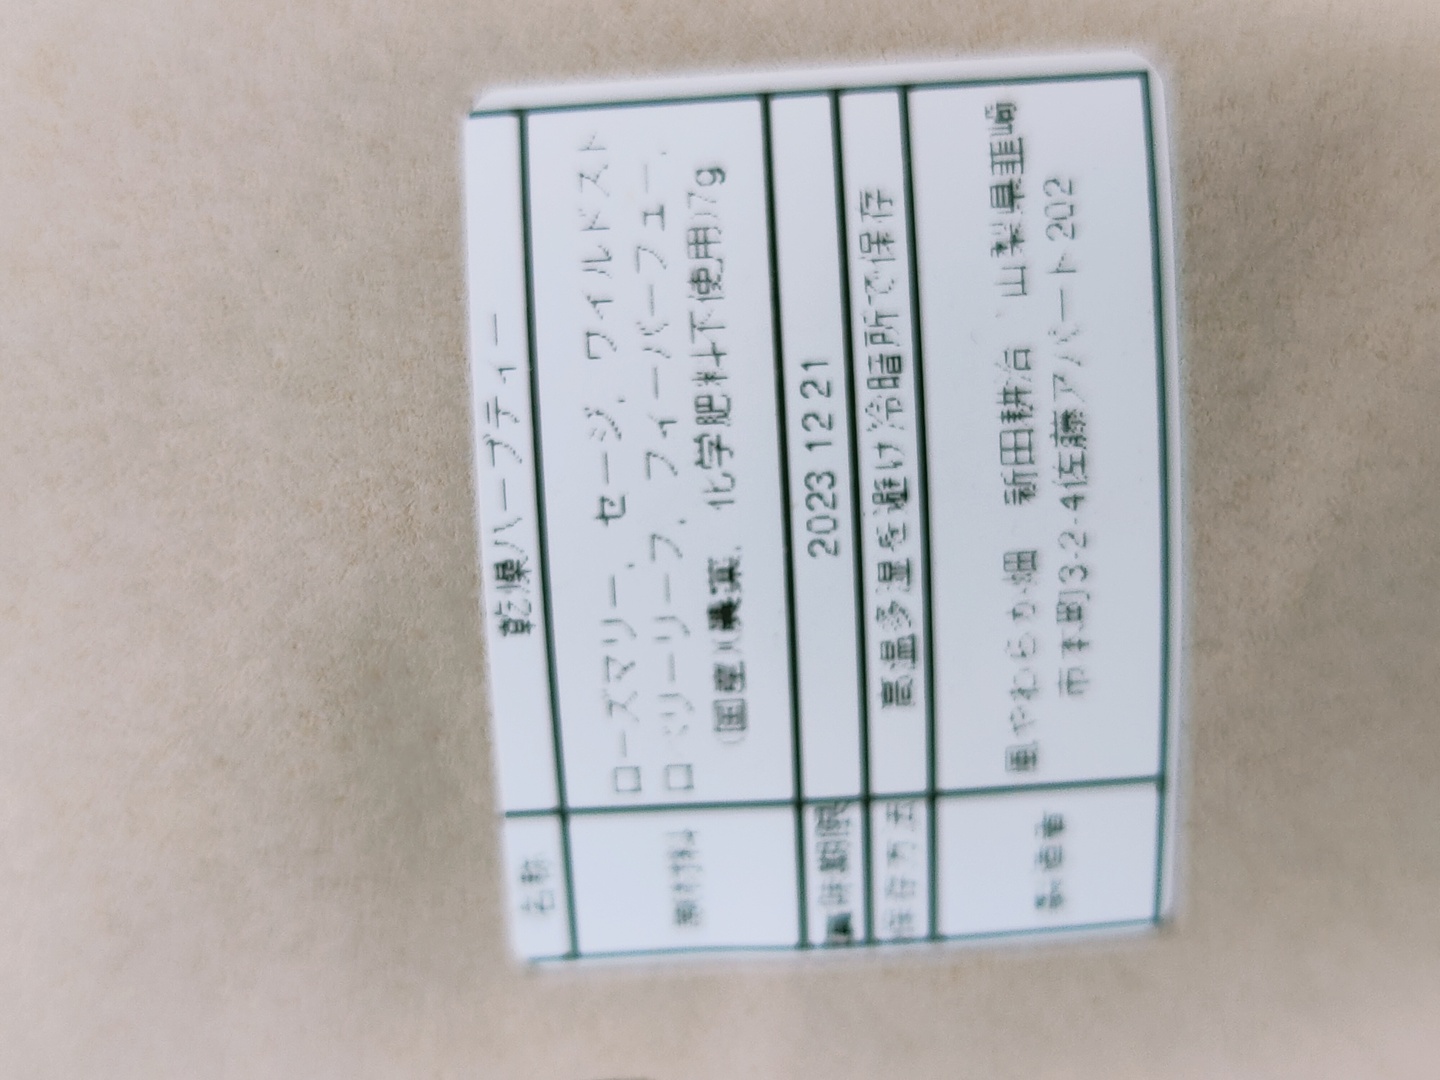 名称
乾燥ハーブティー
原材料
ローズマリー、セージ、ワイルドスト
ロベリーリーフ、フィーバーフュー、
(国産)(農薬、化学肥料不使用)7g
賞味期限
2023 12 21
保存方法
高温多湿を避け冷暗所で保存
製造者
風やわらか畑 新田耕治 山梨県韮崎
市本町3-2-4佐藤アパート202